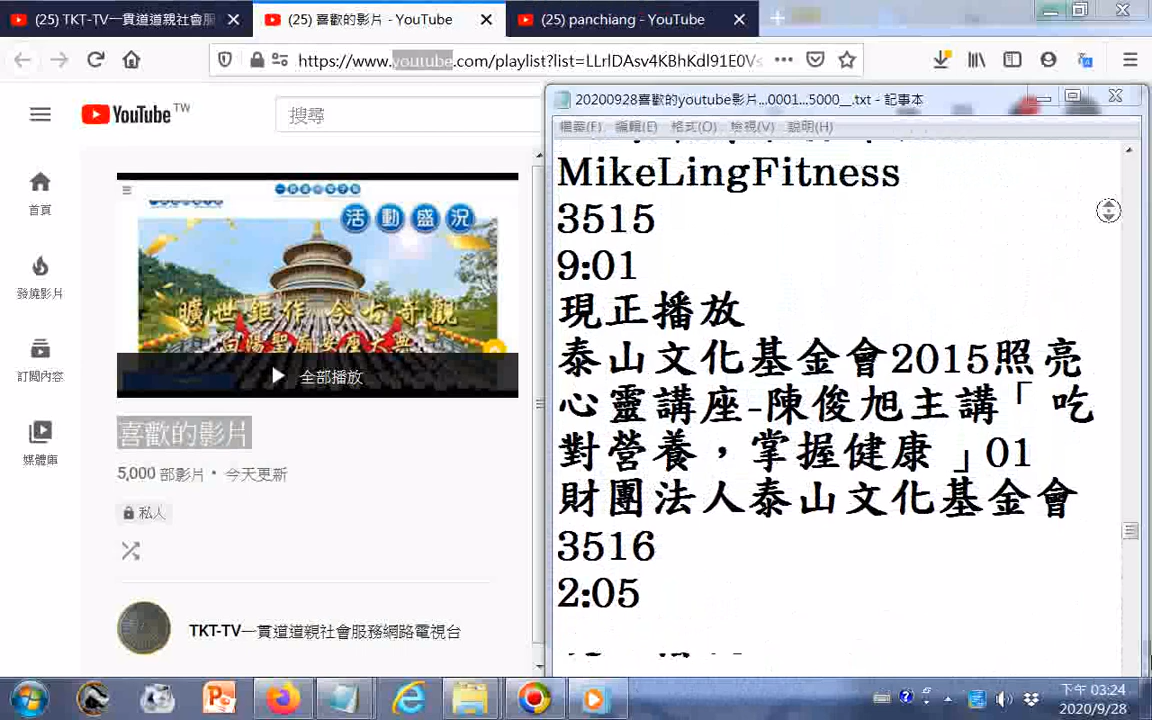 (25) TKT-TV一貫道道親社會服
(25) 喜歡的影片 - YouTube
(25) panchiang - YouTube
https://www.youtube.com/playlist?list=LLrlDAsv4KBhKdl91E0Vs
YouTube TW
搜尋
首頁
發燒影片
訂閱內容
媒體庫
活動盛況
曠世鉅作 今古奇觀
白陽聖廟安座大典
全部播放
喜歡的影片
5,000 部影片・今天更新
私人
TKT-TV一貫道道親社會服務網路電視台
20200928喜歡的youtube影片...0001...5000__.txt - 記事本
檔案(F) 編輯(E) 格式(O) 檢視(V) 說明(H)
MikeLingFitness
3515
9:01
現正播放
泰山文化基金會2015照亮
心靈講座-陳俊旭主講「 吃
對營養，掌握健康 」01
財團法人泰山文化基金會
3516
2:05
下午 03:24
2020/9/28